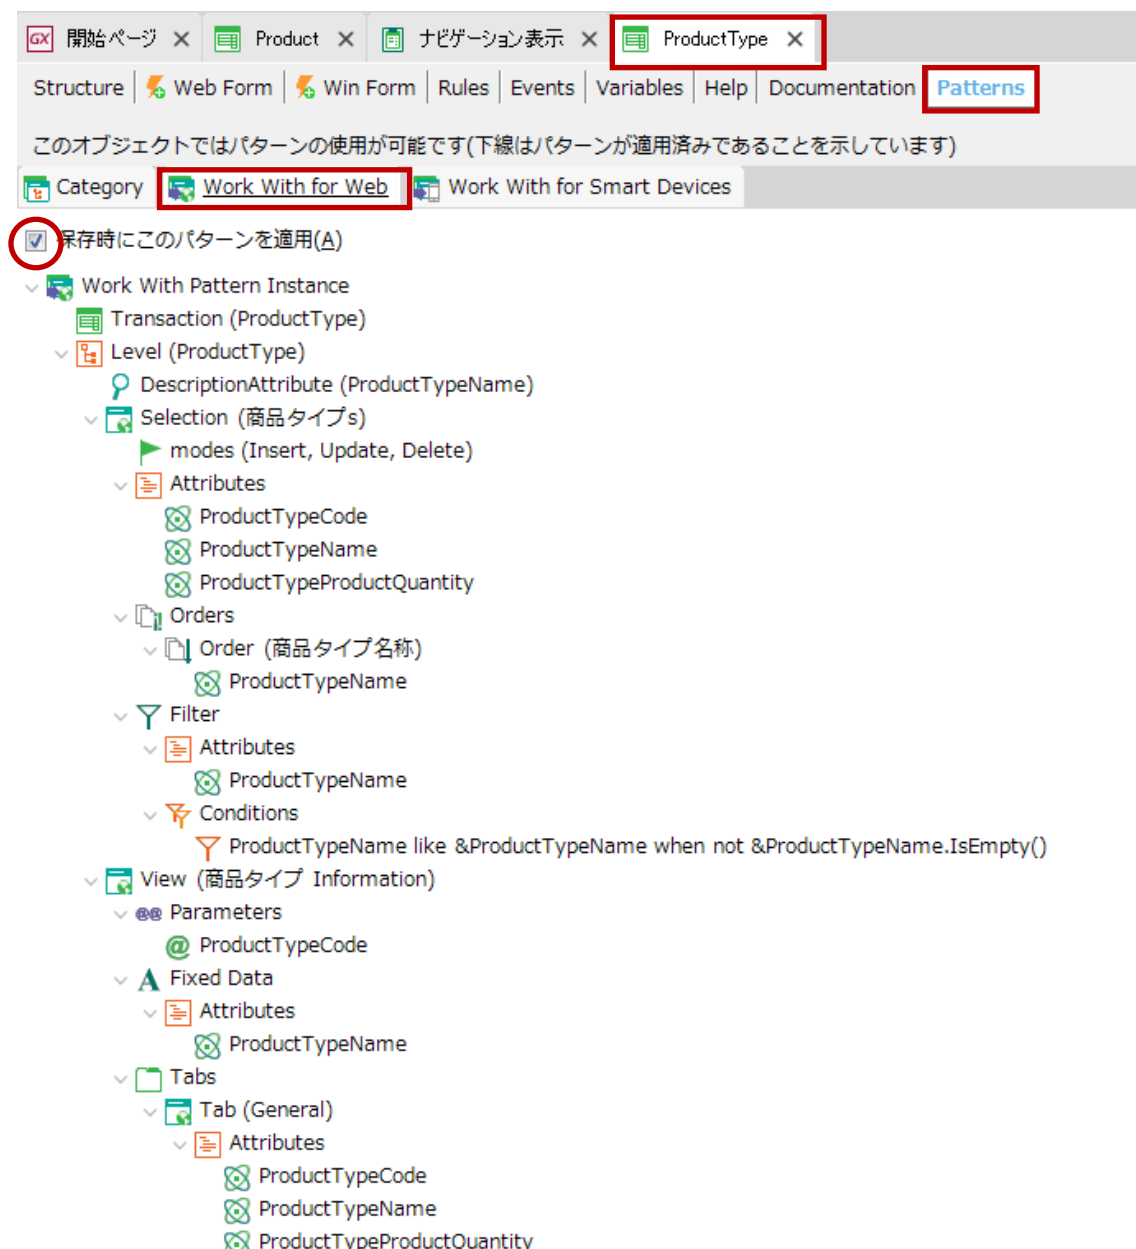 GX 開始ページ Product ナビゲーション表示 ProductType
Structure Web Form Win Form Rules Events Variables Help Documentation Patterns
このオブジェクトではパターンの使用が可能です(下線はパターンが適用済みであることを示しています)
Category Work With for Web Work With for Smart Devices
保存時にこのパターンを適用(A)
Work With Pattern Instance
Transaction (ProductType)
Level (ProductType)
DescriptionAttribute (ProductTypeName)
Selection (商品タイプs)
modes (Insert, Update, Delete)
Attributes
ProductTypeCode
ProductTypeName
ProductTypeProductQuantity
Orders
Order (商品タイプ名称)
ProductTypeName
Filter
Attributes
ProductTypeName
Conditions
ProductTypeName like &ProductTypeName when not &ProductTypeName.IsEmpty()
View (商品タイプ Information)
Parameters
ProductTypeCode
Fixed Data
Attributes
ProductTypeName
Tabs
Tab (General)
Attributes
ProductTypeCode
ProductTypeName
ProductTypeProductQuantity